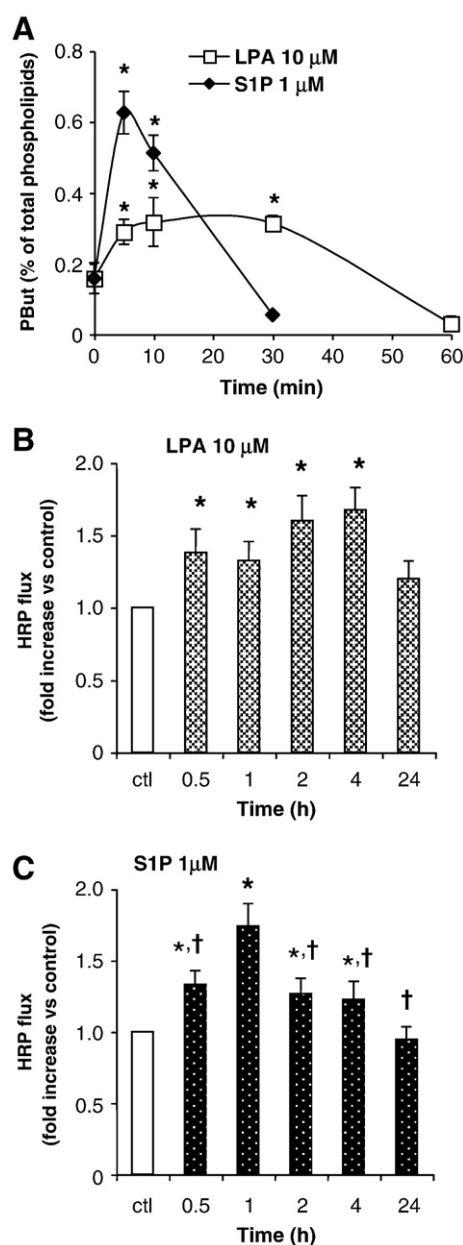 A
LPA 10 μM
S1P 1 μM
PBut (% of total phospholipids)
0.8
0.6
0.4
0.2
0
* * * * *
0 10 20 30 40 50 60
Time (min)
B
LPA 10 μM
HRP flux
(fold increase vs control)
2.0
1.5
1.0
0.5
0
* * * *
ctl 0.5 1 2 4 24
Time (h)
C
S1P 1μM
HRP flux
(fold increase vs control)
2.0
1.5
1.0
0.5
0
*,† * *,† *,† †
ctl 0.5 1 2 4 24
Time (h)